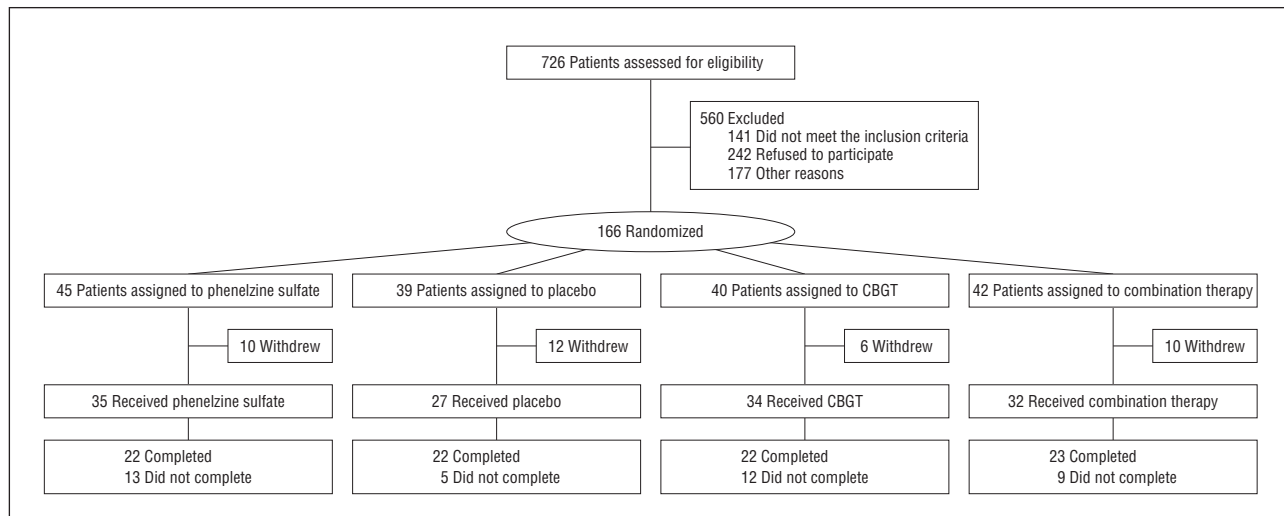 726 Patients assessed for eligibility
560 Excluded
141 Did not meet the inclusion criteria
242 Refused to participate
177 Other reasons
166 Randomized
45 Patients assigned to phenelzine sulfate
39 Patients assigned to placebo
40 Patients assigned to CBGT
42 Patients assigned to combination therapy
10 Withdrew
12 Withdrew
6 Withdrew
10 Withdrew
35 Received phenelzine sulfate
27 Received placebo
34 Received CBGT
32 Received combination therapy
22 Completed
13 Did not complete
22 Completed
5 Did not complete
22 Completed
12 Did not complete
23 Completed
9 Did not complete